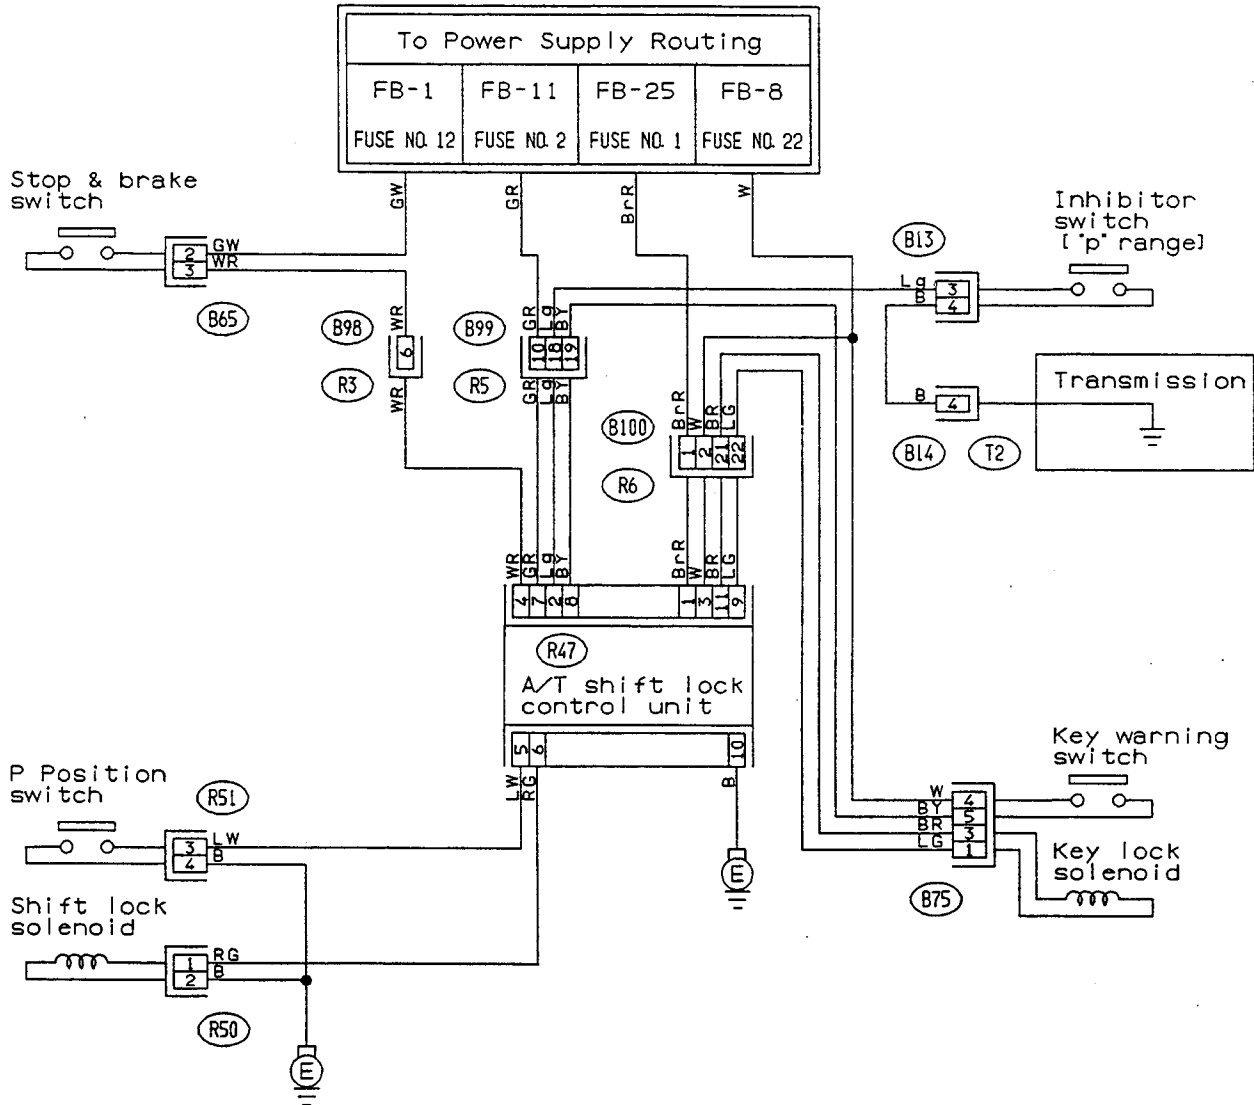 To Power Supply Routing
FB-1 FB-11 FB-25 FB-8
FUSE NO. 12 FUSE NO. 2 FUSE NO. 1 FUSE NO. 22
GW GR BrR W
Stop & brake
switch
2 GW
3 WR
B65
Inhibitor
switch
["P" range]
B13
Lg 3
B 4
Transmission
B 4
B14 T2
WR
B98
6
R3
WR
GR Lg BY
B99
10 18 19
R5
GR Lg BY
BrR W BR LG
B100
1 2 21 22
R6
WR GR Lg BY BrR W BR LG
4 7 2 8 1 3 11 9
R47
A/T shift lock
control unit
5 6 10
LW RG B
E
P Position
switch
R51
3 LW
4 B
Shift lock
solenoid
1 RG
2 B
R50
E
Key warning
switch
W 4
BY 5
BR 3
LG 1
Key lock
solenoid
B75